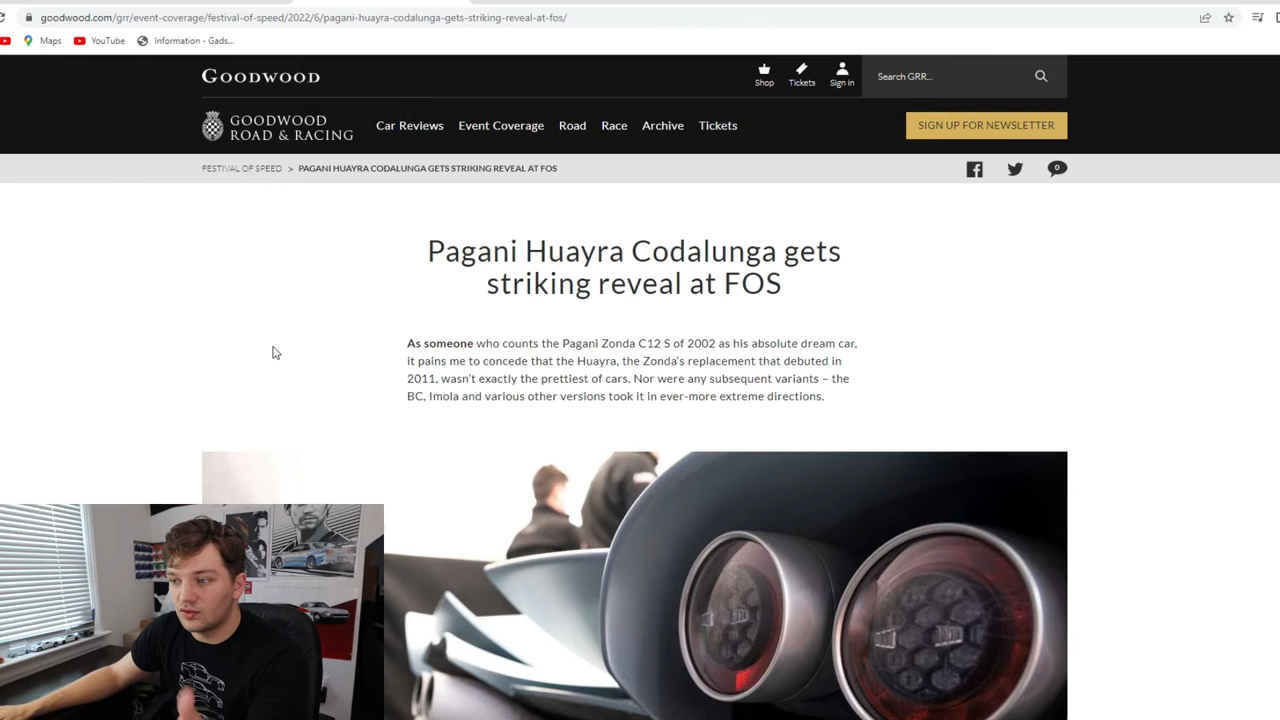 goodwood.com/grr/event-coverage/festival-of-speed/2022/6/pagani-huayra-codalunga-gets-striking-reveal-at-fos/
Maps YouTube Information - Gads...
GOODWOOD
Shop Tickets Sign in Search GRR...
GOODWOOD
ROAD & RACING
Car Reviews Event Coverage Road Race Archive Tickets
SIGN UP FOR NEWSLETTER
FESTIVAL OF SPEED > PAGANI HUAYRA CODALUNGA GETS STRIKING REVEAL AT FOS
0
Pagani Huayra Codalunga gets
striking reveal at FOS
As someone who counts the Pagani Zonda C12 S of 2002 as his absolute dream car,
it pains me to concede that the Huayra, the Zonda's replacement that debuted in
2011, wasn't exactly the prettiest of cars. Nor were any subsequent variants – the
BC, Imola and various other versions took it in ever-more extreme directions.